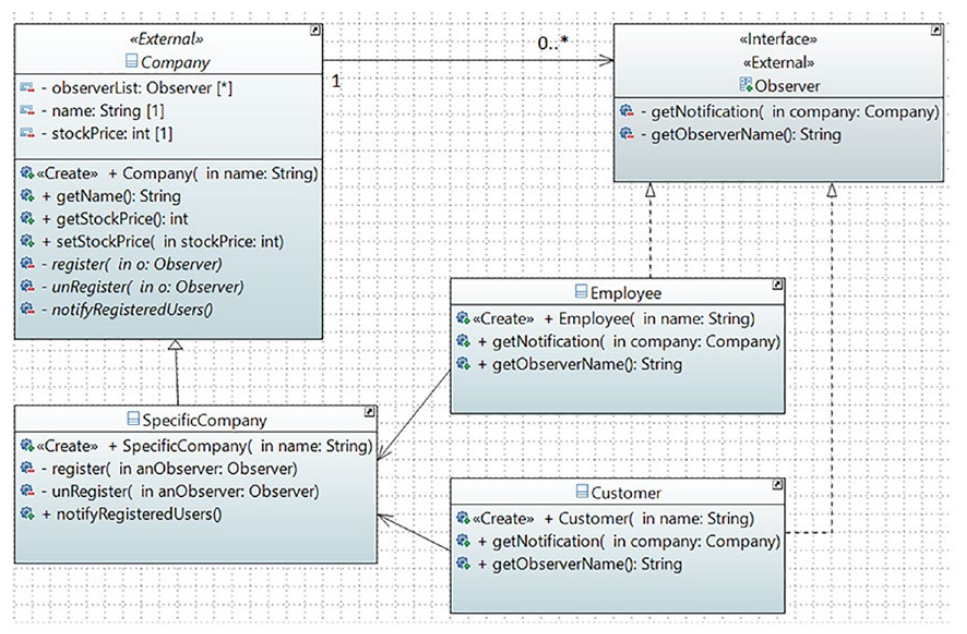 «External»
Company
- observerList: Observer [*]
- name: String [1]
- stockPrice: int [1]
«Create» + Company( in name: String)
+ getName(): String
+ getStockPrice(): int
+ setStockPrice( in stockPrice: int)
- register( in o: Observer)
- unRegister( in o: Observer)
- notifyRegisteredUsers()
0..*
1
«Interface»
«External»
Observer
- getNotification( in company: Company)
- getObserverName(): String
Employee
«Create» + Employee( in name: String)
+ getNotification( in company: Company)
+ getObserverName(): String
SpecificCompany
«Create» + SpecificCompany( in name: String)
- register( in anObserver: Observer)
- unRegister( in anObserver: Observer)
+ notifyRegisteredUsers()
Customer
«Create» + Customer( in name: String)
+ getNotification( in company: Company)
+ getObserverName(): String